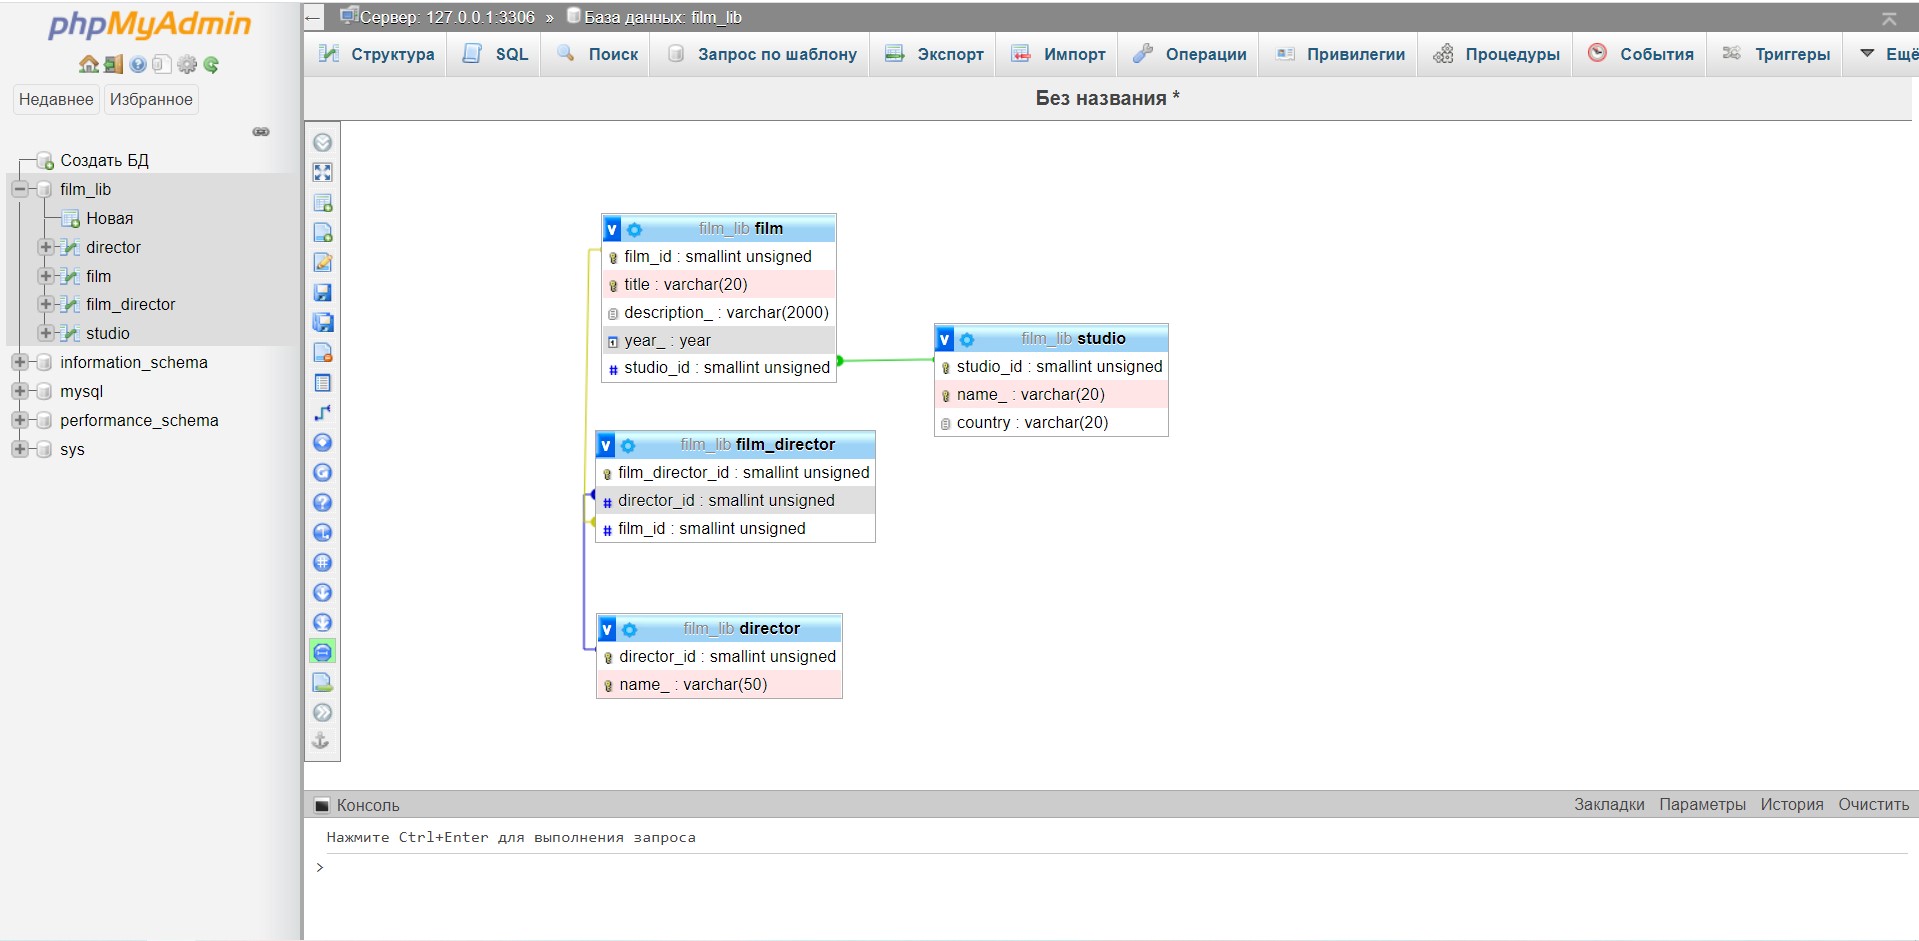 phpMyAdmin
Недавнее Избранное
Создать БД
film_lib
Новая
director
film
film_director
studio
information_schema
mysql
performance_schema
sys
← Сервер: 127.0.0.1:3306 » База данных: film_lib
Структура SQL Поиск Запрос по шаблону Экспорт Импорт Операции Привилегии Процедуры События Триггеры Ещё
Без названия *
v film_lib film
film_id : smallint unsigned
title : varchar(20)
description_ : varchar(2000)
year_ : year
# studio_id : smallint unsigned
v film_lib studio
studio_id : smallint unsigned
name_ : varchar(20)
country : varchar(20)
v film_lib film_director
film_director_id : smallint unsigned
# director_id : smallint unsigned
# film_id : smallint unsigned
v film_lib director
director_id : smallint unsigned
name_ : varchar(50)
Консоль Закладки Параметры История Очистить
Нажмите Ctrl+Enter для выполнения запроса
>